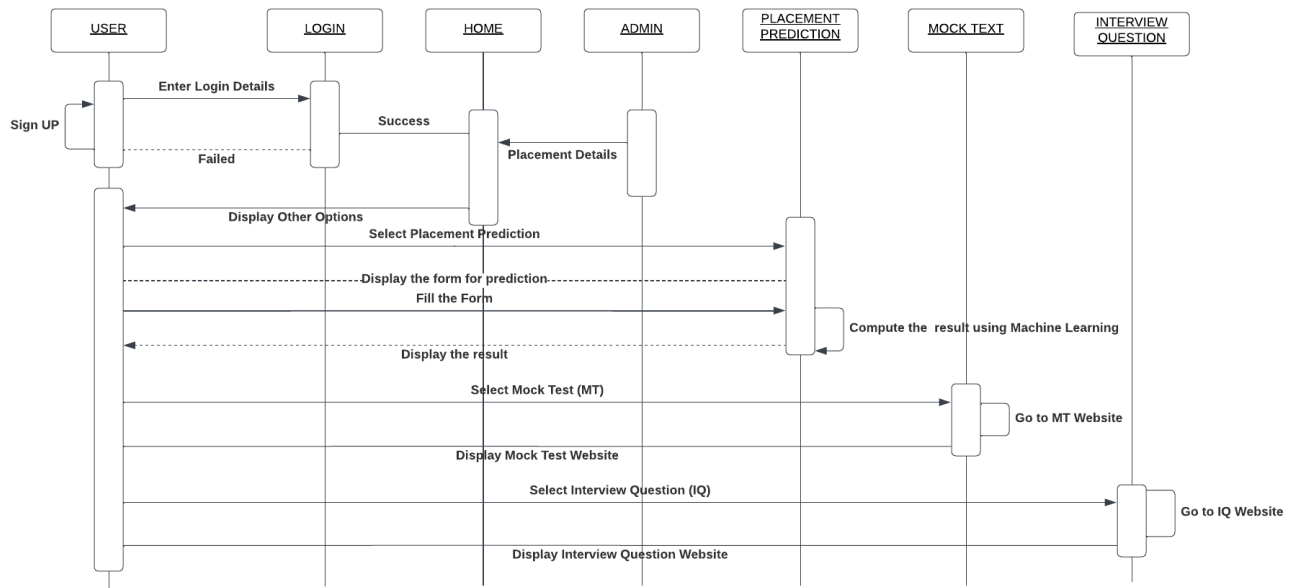 USER
LOGIN
HOME
ADMIN
PLACEMENT
PREDICTION
MOCK TEXT
INTERVIEW
QUESTION
Enter Login Details
Sign UP
Success
Failed
Placement Details
Display Other Options
Select Placement Prediction
Display the form for prediction
Fill the Form
Compute the result using Machine Learning
Display the result
Select Mock Test (MT)
Go to MT Website
Display Mock Test Website
Select Interview Question (IQ)
Go to IQ Website
Display Interview Question Website